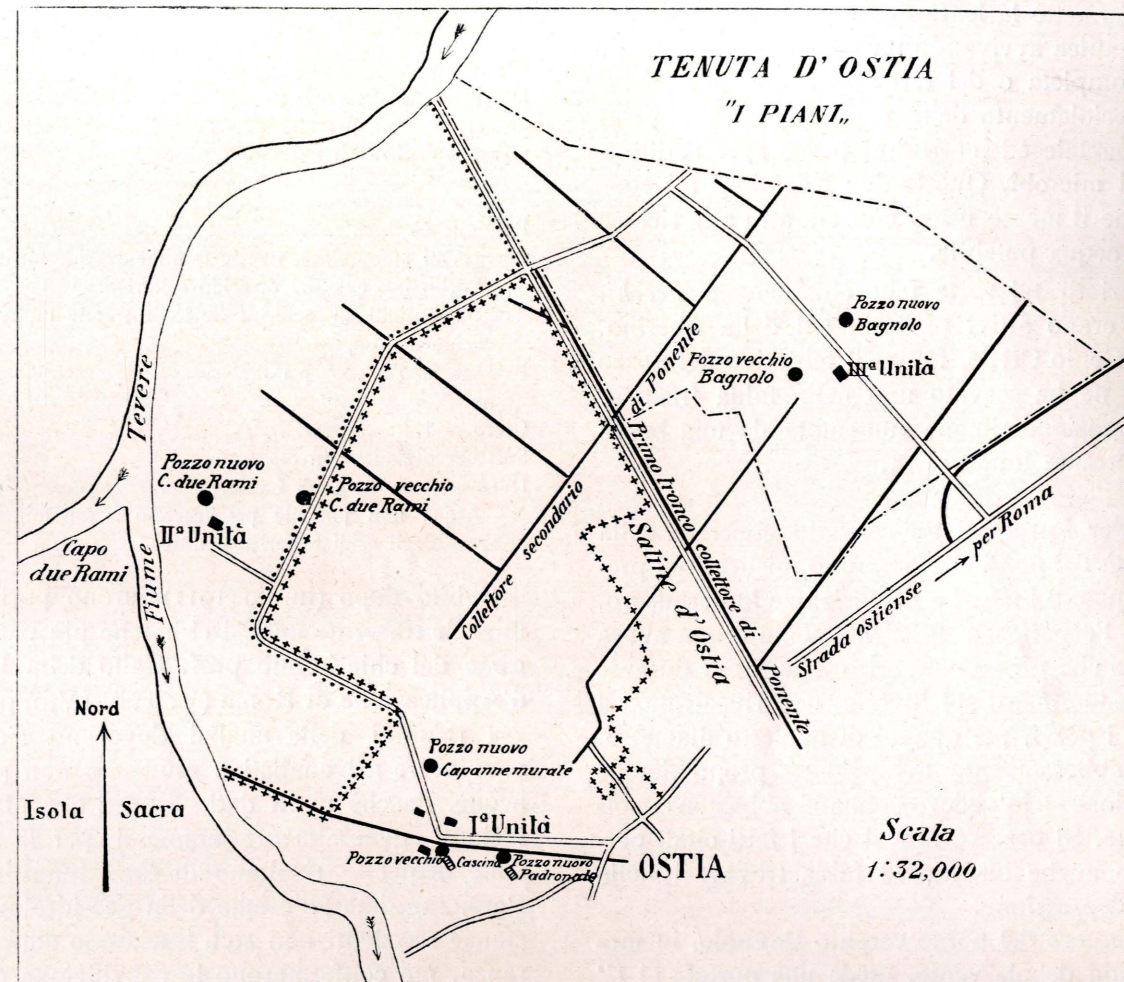 TENUTA D' OSTIA
"I PIANI„
Tevere
Fiume
Pozzo nuovo
Bagnolo
Pozzo vecchio
Bagnolo
IIIª Unità
di Ponente
Collettore secondario
Primo tronco collettore di Ponente
Saline d'Ostia
Strada ostiense
per Roma
Pozzo nuovo
C. due Rami
Pozzo vecchio
C. due Rami
IIª Unità
Capo
due Rami
Nord
Isola Sacra
Pozzo nuovo
Capanne murate
Iª Unità
Pozzo vecchio
Cascina
Pozzo nuovo
Padronale
OSTIA
Scala
1:32,000